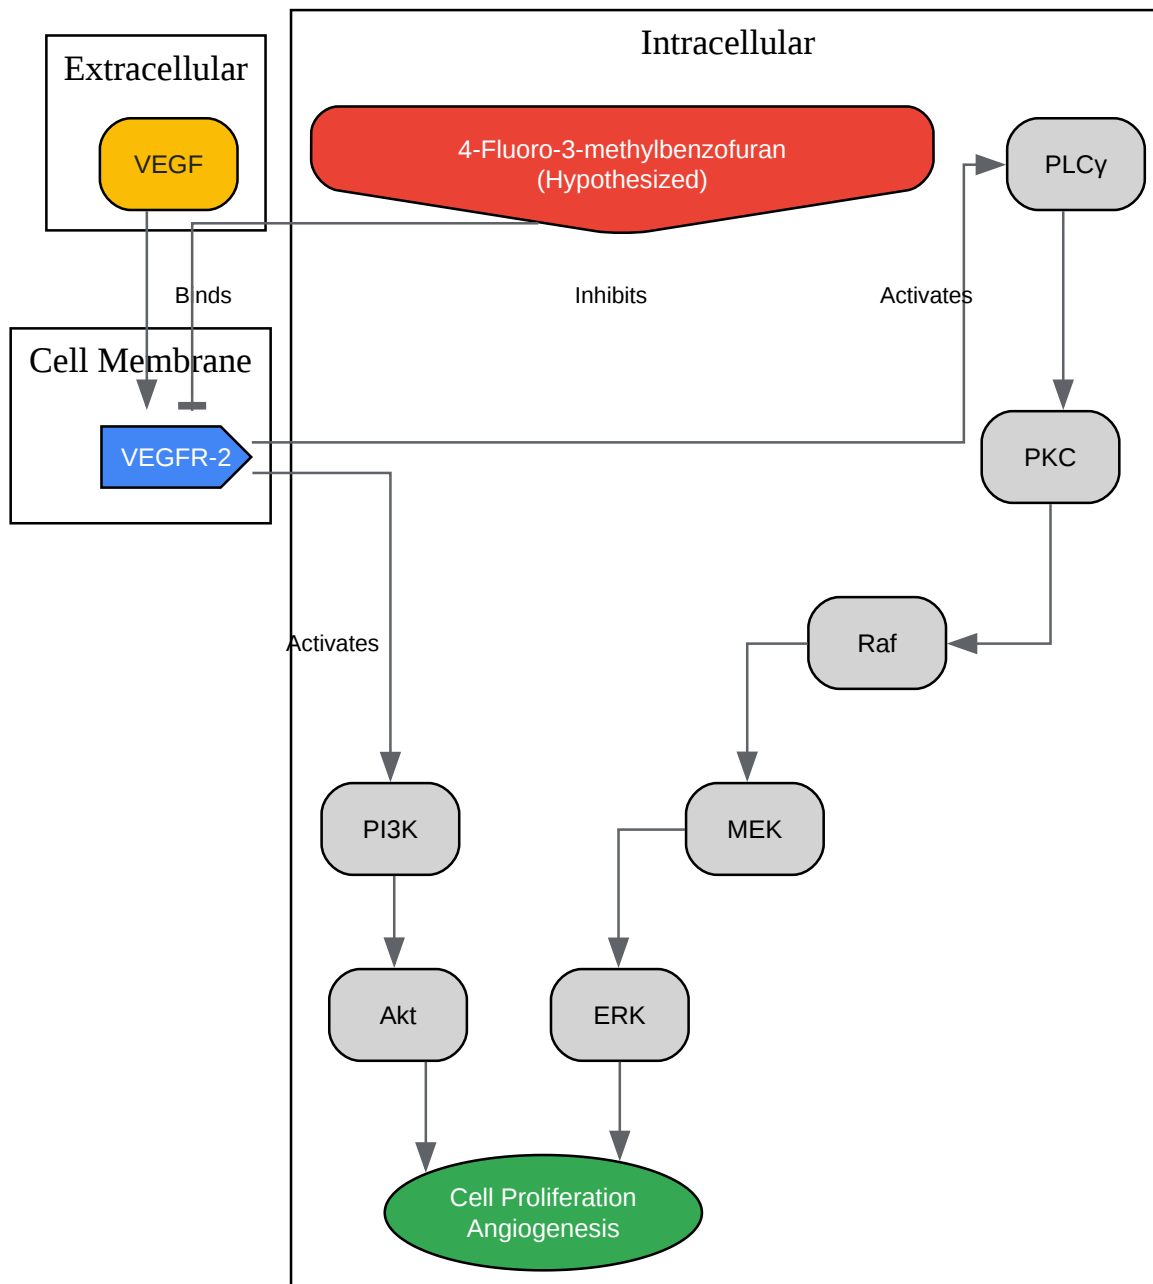 Intracellular
Extracellular
VEGF
4-Fluoro-3-methylbenzofuran
(Hypothesized)
PLCγ
Binds
Inhibits
Activates
Cell Membrane
VEGFR-2
PKC
Activates
Raf
PI3K
MEK
Akt
ERK
Cell Proliferation
Angiogenesis